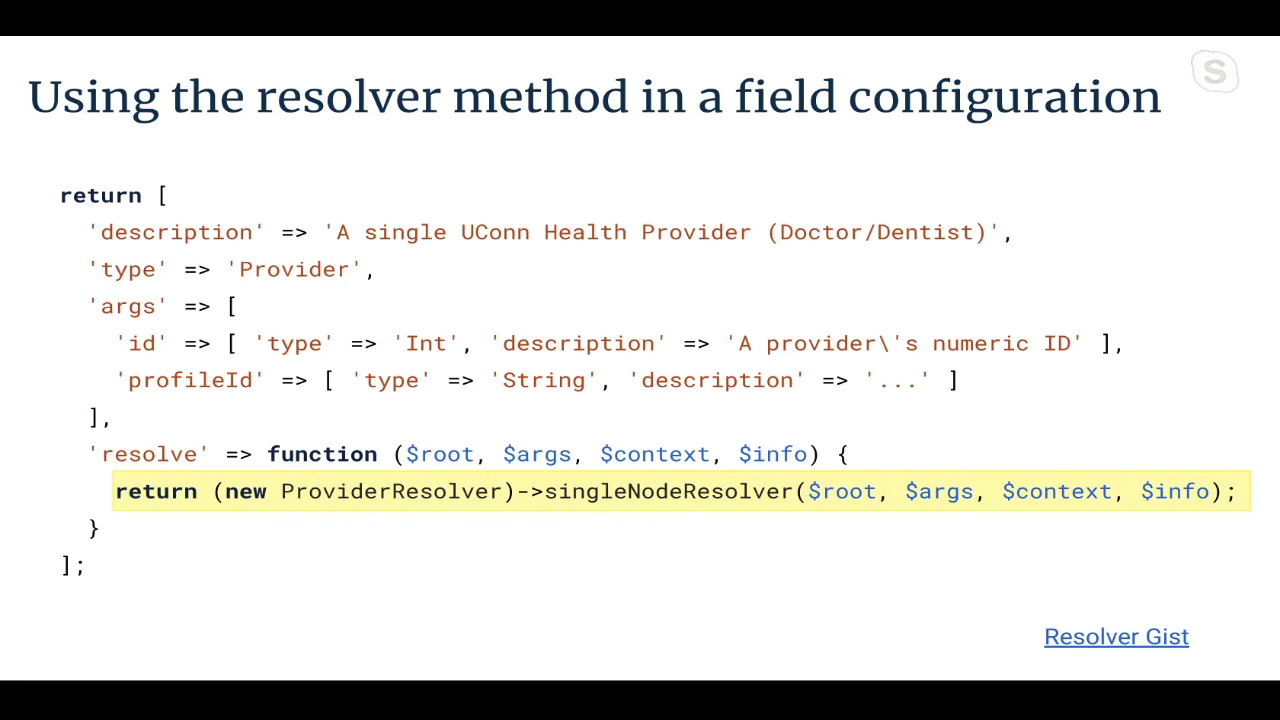 Using the resolver method in a field configuration
S
return [
'description' => 'A single UConn Health Provider (Doctor/Dentist)',
'type' => 'Provider',
'args' => [
'id' => [ 'type' => 'Int', 'description' => 'A provider\'s numeric ID' ],
'profileId' => [ 'type' => 'String', 'description' => '...' ]
],
'resolve' => function ($root, $args, $context, $info) {
return (new ProviderResolver)->singleNodeResolver($root, $args, $context, $info);
}
];
Resolver Gist